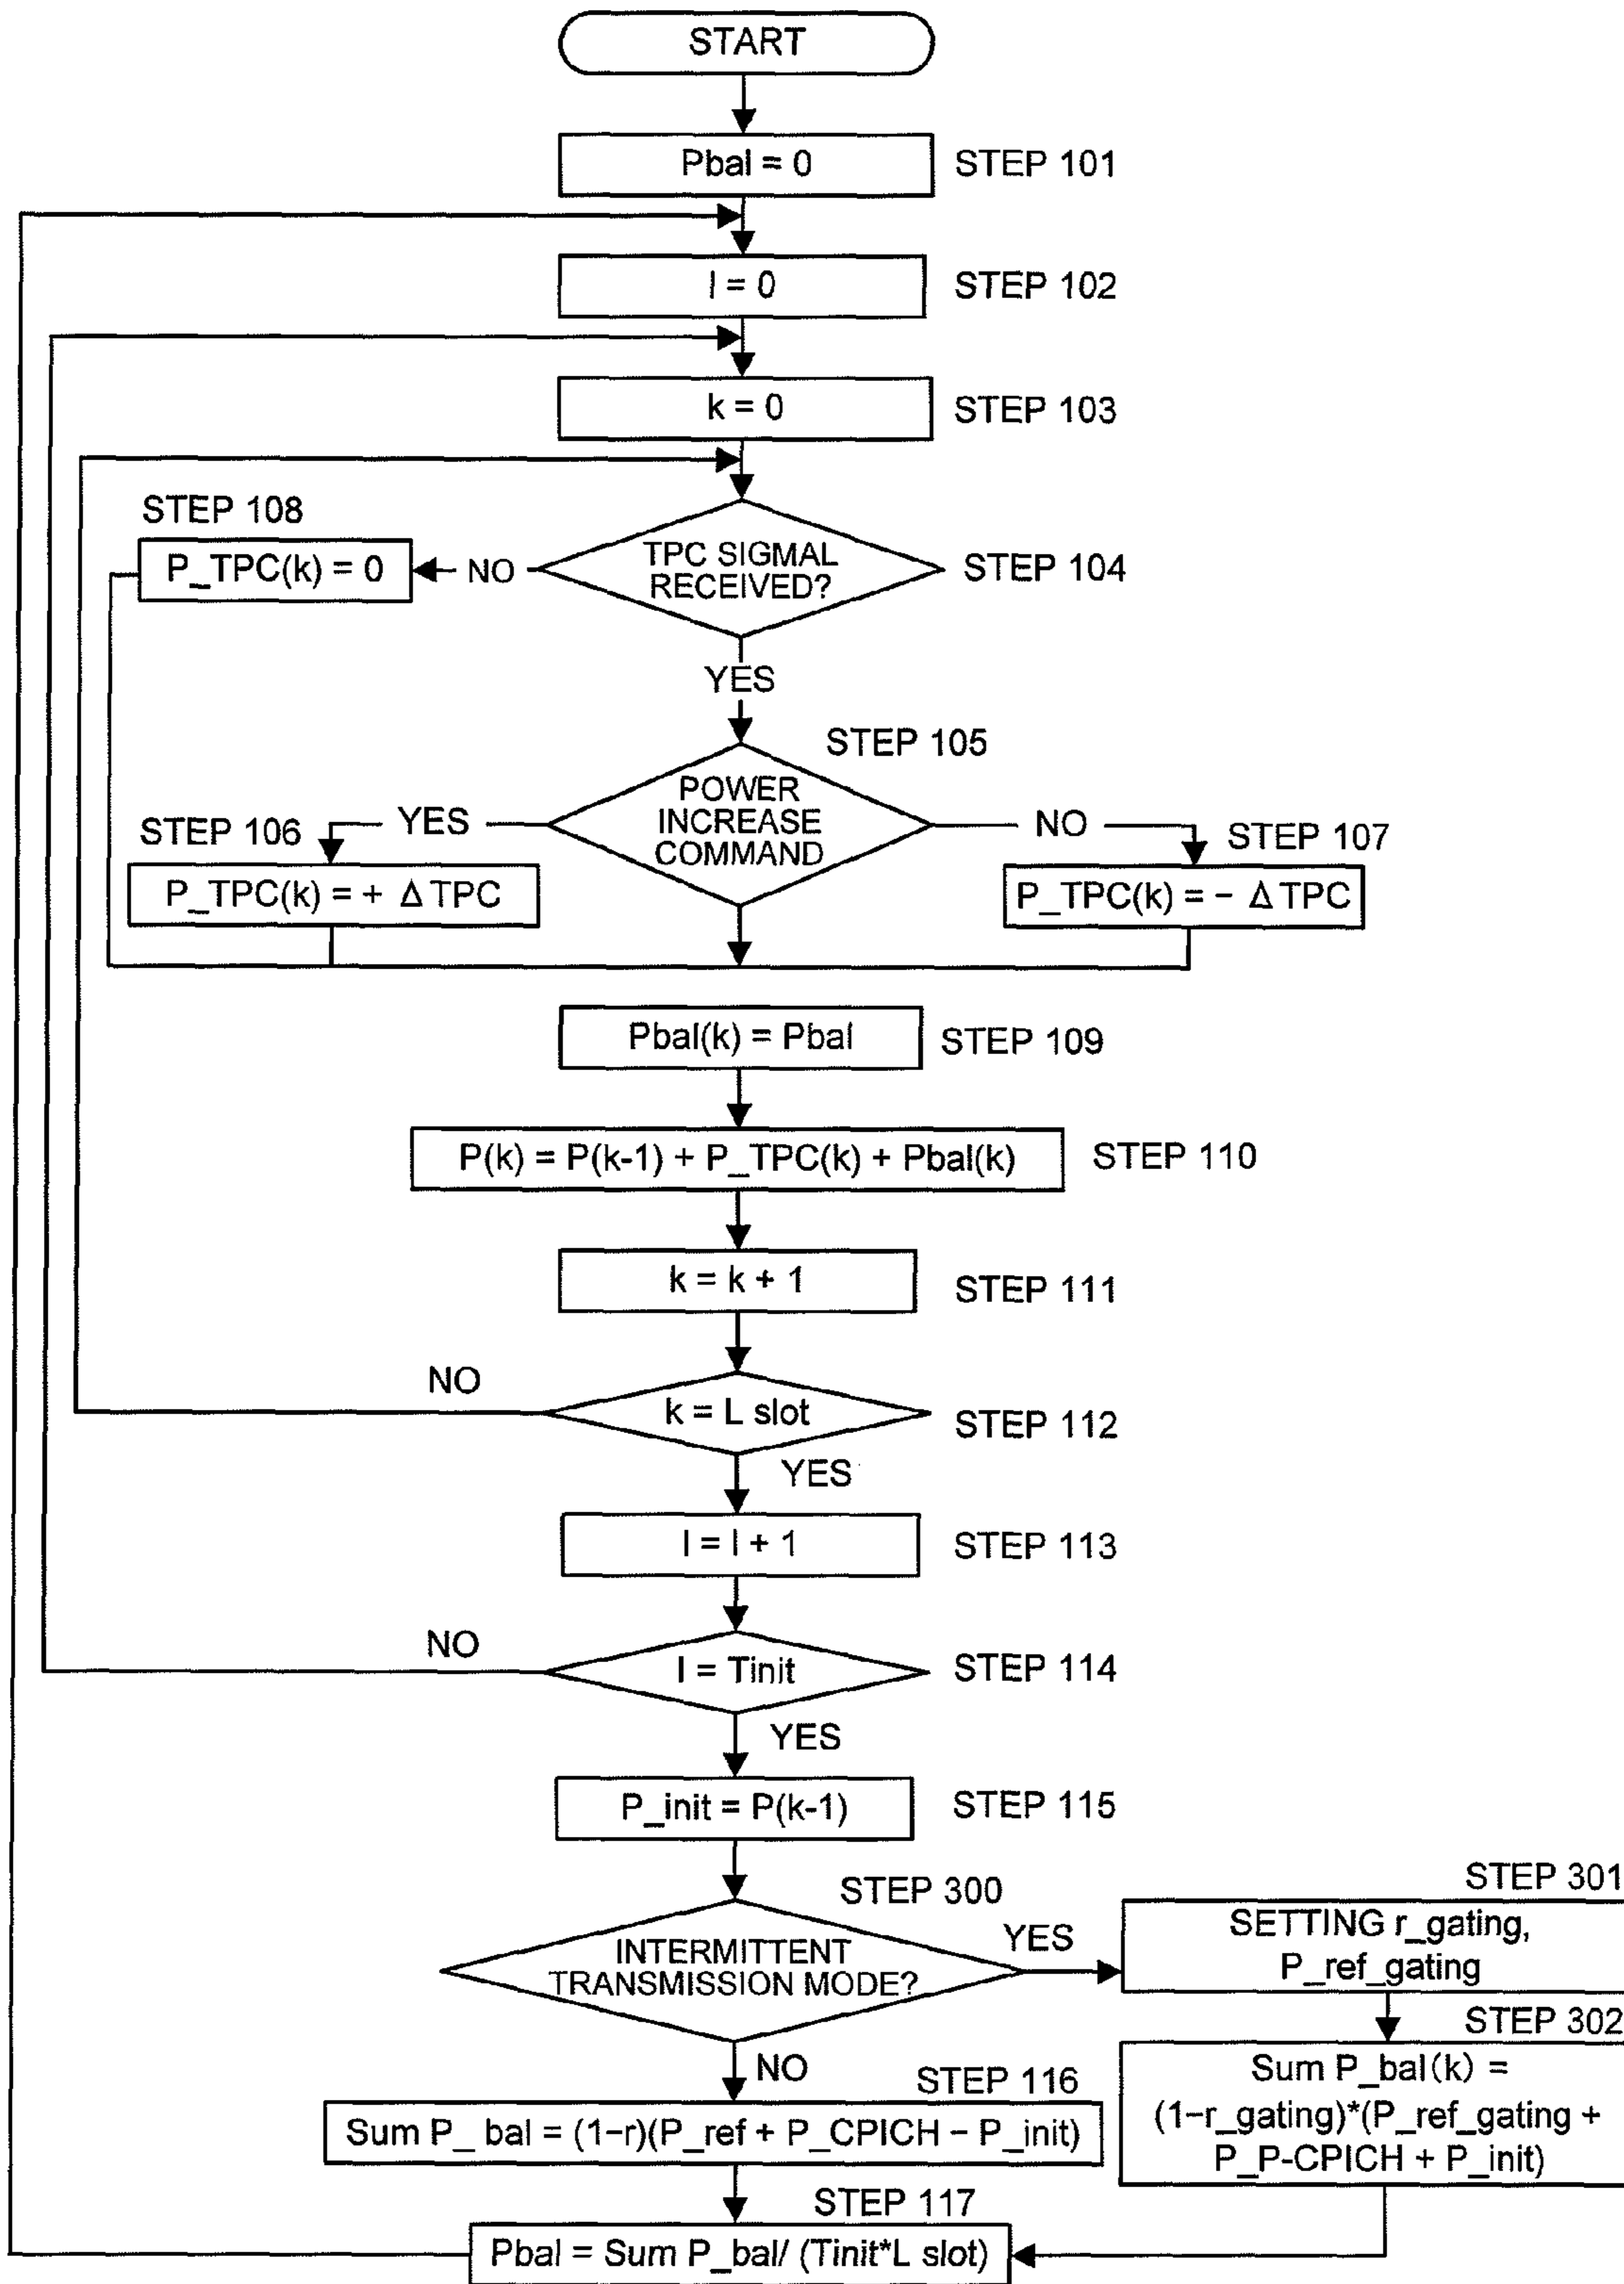 START
Pbal = 0
STEP 101
l = 0
STEP 102
k = 0
STEP 103
STEP 108
P_TPC(k) = 0
NO
TPC SIGMAL
RECEIVED?
STEP 104
YES
STEP 105
POWER
INCREASE
COMMAND
YES
STEP 106
P_TPC(k) = + Δ TPC
NO
STEP 107
P_TPC(k) = − Δ TPC
Pbal(k) = Pbal
STEP 109
P(k) = P(k-1) + P_TPC(k) + Pbal(k)
STEP 110
k = k + 1
STEP 111
NO
k = L slot
STEP 112
YES
l = l + 1
STEP 113
NO
l = Tinit
STEP 114
YES
P_init = P(k-1)
STEP 115
STEP 300
INTERMITTENT
TRANSMISSION MODE?
YES
STEP 301
SETTING r_gating,
P_ref_gating
STEP 302
Sum P_bal(k) =
(1−r_gating)*(P_ref_gating +
P_P-CPICH + P_init)
NO
STEP 116
Sum P_ bal = (1−r)(P_ref + P_CPICH − P_init)
STEP 117
Pbal = Sum P_bal/ (Tinit*L slot)